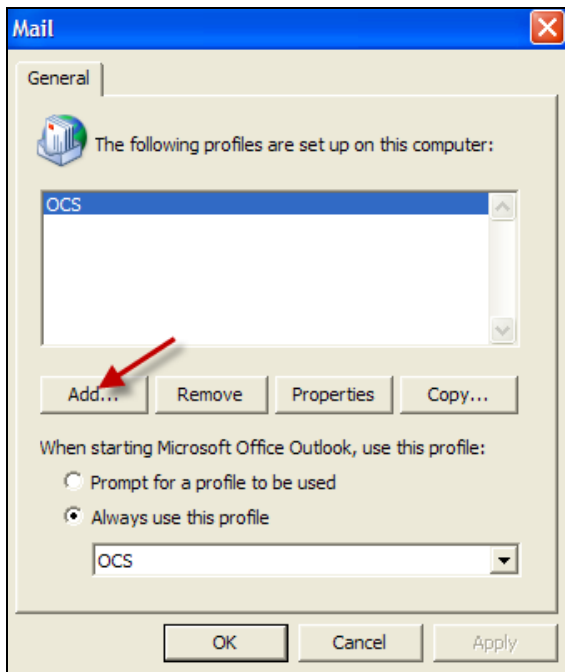 Mail
General
The following profiles are set up on this computer:
OCS
Add... Remove Properties Copy...
When starting Microsoft Office Outlook, use this profile:
Prompt for a profile to be used
Always use this profile
OCS
OK Cancel Apply